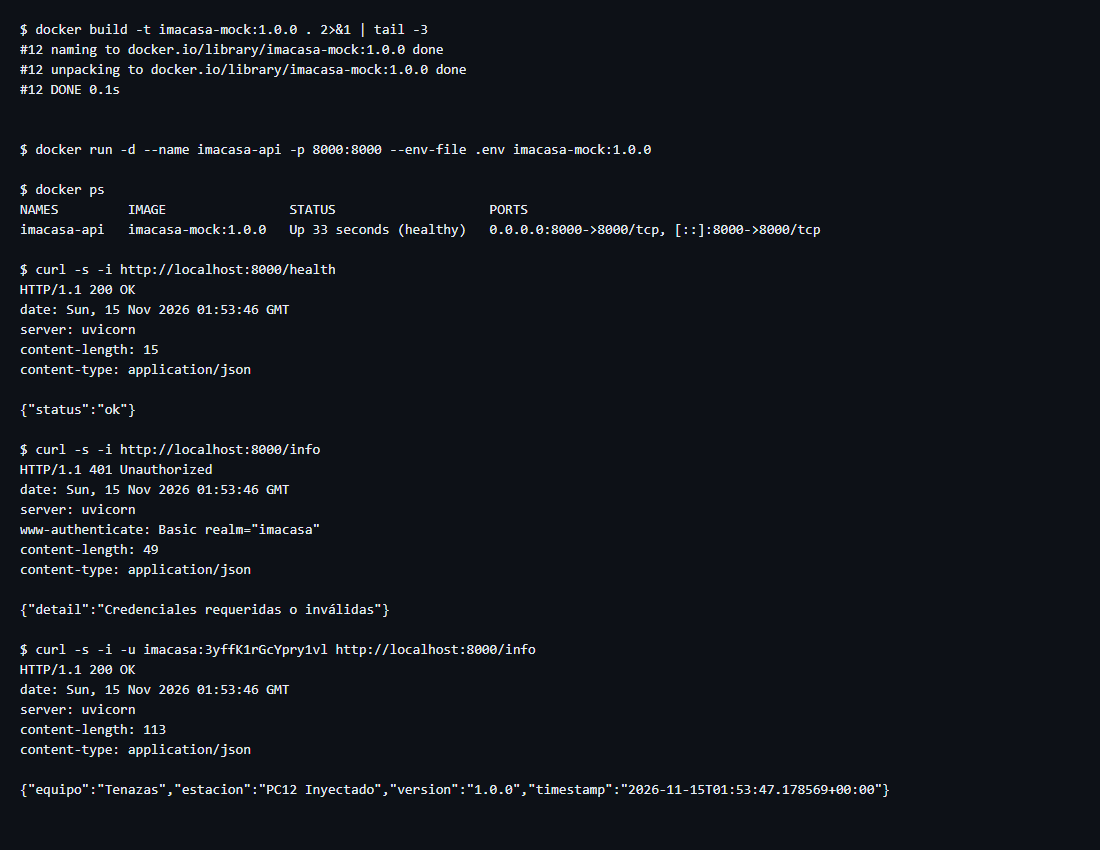 $ docker build -t imacasa-mock:1.0.0 . 2>&1 | tail -3
#12 naming to docker.io/library/imacasa-mock:1.0.0 done
#12 unpacking to docker.io/library/imacasa-mock:1.0.0 done
#12 DONE 0.1s
$ docker run -d --name imacasa-api -p 8000:8000 --env-file .env imacasa-mock:1.0.0
$ docker ps
NAMES         IMAGE                STATUS                    PORTS
imacasa-api   imacasa-mock:1.0.0   Up 33 seconds (healthy)   0.0.0.0:8000->8000/tcp, [::]:8000->8000/tcp
$ curl -s -i http://localhost:8000/health
HTTP/1.1 200 OK
date: Sun, 15 Nov 2026 01:53:46 GMT
server: uvicorn
content-length: 15
content-type: application/json
{"status":"ok"}
$ curl -s -i http://localhost:8000/info
HTTP/1.1 401 Unauthorized
date: Sun, 15 Nov 2026 01:53:46 GMT
server: uvicorn
www-authenticate: Basic realm="imacasa"
content-length: 49
content-type: application/json
{"detail":"Credenciales requeridas o inválidas"}
$ curl -s -i -u imacasa:3yffK1rGcYpry1vl http://localhost:8000/info
HTTP/1.1 200 OK
date: Sun, 15 Nov 2026 01:53:46 GMT
server: uvicorn
content-length: 113
content-type: application/json
{"equipo":"Tenazas","estacion":"PC12 Inyectado","version":"1.0.0","timestamp":"2026-11-15T01:53:47.178569+00:00"}